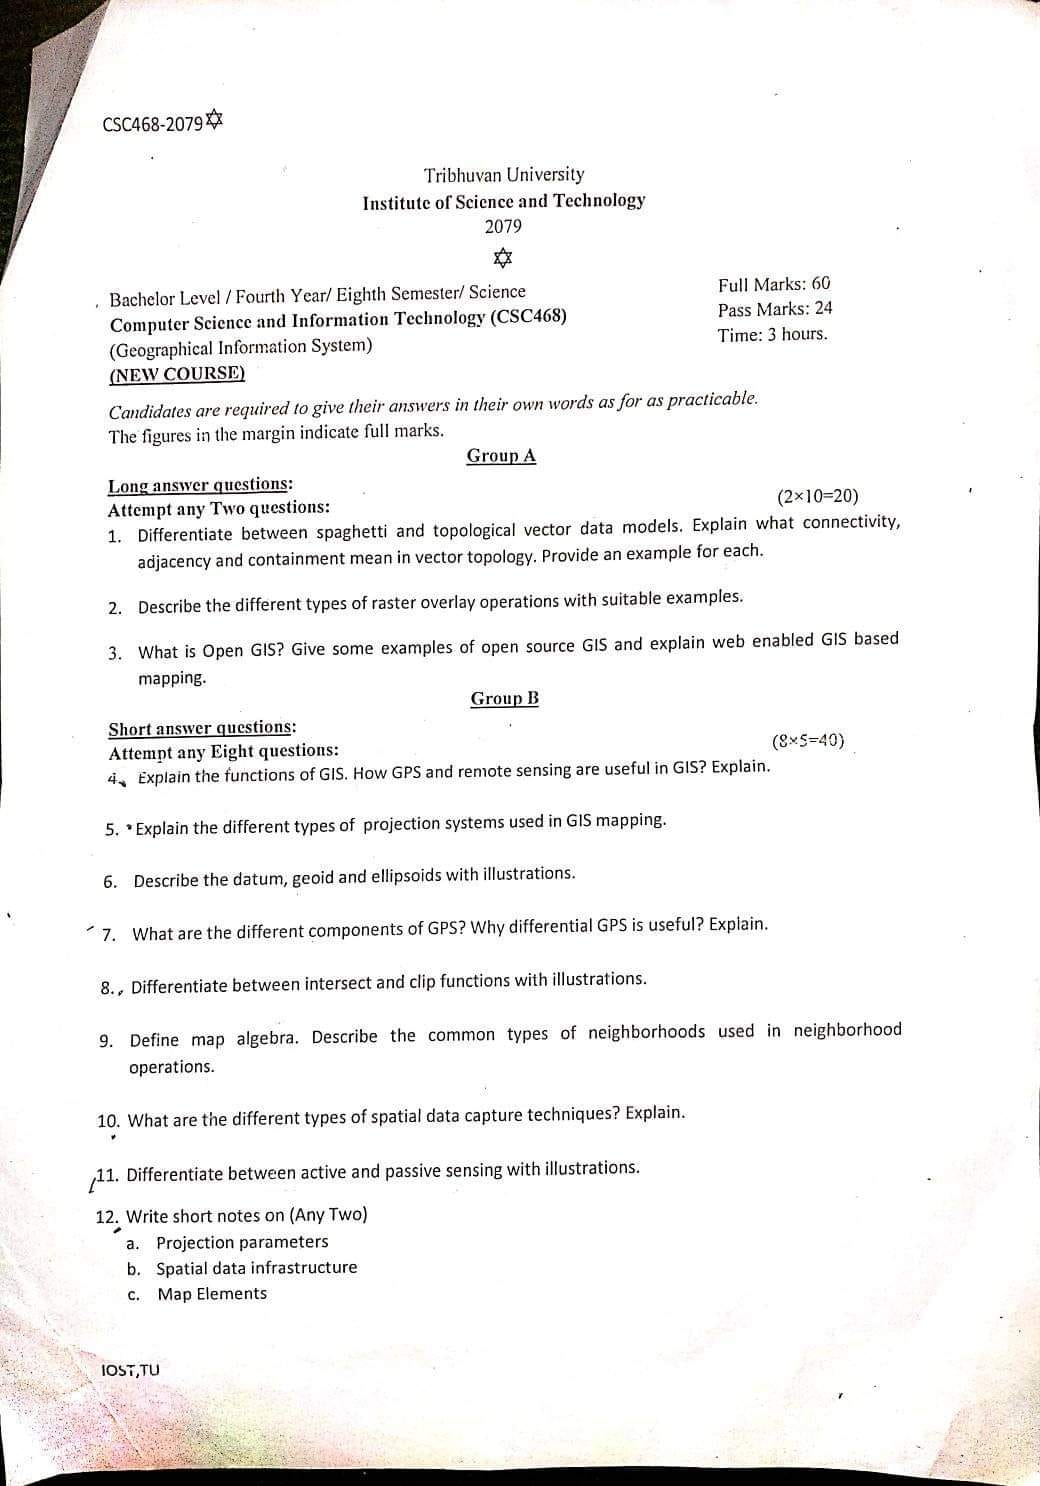 CSC468-2079✡
Tribhuvan University
Institute of Science and Technology
2079
✡
Bachelor Level / Fourth Year/ Eighth Semester/ Science
Full Marks: 60
Computer Science and Information Technology (CSC468)
Pass Marks: 24
(Geographical Information System)
Time: 3 hours.
(NEW COURSE)
Candidates are required to give their answers in their own words as for as practicable.
The figures in the margin indicate full marks.
Group A
Long answer questions:
Attempt any Two questions:
(2×10=20)
1. Differentiate between spaghetti and topological vector data models. Explain what connectivity,
adjacency and containment mean in vector topology. Provide an example for each.
2. Describe the different types of raster overlay operations with suitable examples.
3. What is Open GIS? Give some examples of open source GIS and explain web enabled GIS based
mapping.
Group B
Short answer questions:
Attempt any Eight questions:
(8×5=40)
4. Explain the functions of GIS. How GPS and remote sensing are useful in GIS? Explain.
5. Explain the different types of projection systems used in GIS mapping.
6. Describe the datum, geoid and ellipsoids with illustrations.
7. What are the different components of GPS? Why differential GPS is useful? Explain.
8. Differentiate between intersect and clip functions with illustrations.
9. Define map algebra. Describe the common types of neighborhoods used in neighborhood
operations.
10. What are the different types of spatial data capture techniques? Explain.
11. Differentiate between active and passive sensing with illustrations.
12. Write short notes on (Any Two)
a. Projection parameters
b. Spatial data infrastructure
c. Map Elements
IOST,TU